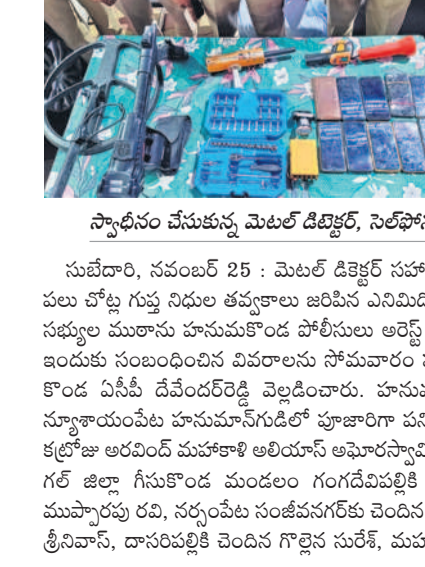 స్వాధీనం చేసుకున్న మెటల్ డిటెక్టర్, సెల్‌ఫో
సుబేదారి, నవంబర్ 25 : మెటల్ డికెక్టర్ సహా
పలు చోట్ల గుప్త నిధుల తవ్వకాలు జరిపిన ఎనిమిది
సభ్యుల ముఠాను హనుమకొండ పోలీసులు అరెస్ట్
ఇందుకు సంబంధించిన వివరాలను సోమవారం
కొండ ఏసీపీ దేవేందర్‌రెడ్డి వెల్లడించారు. హనుమ
న్యూశాయంపేట హనుమాన్‌గుడిలో పూజారిగా పని
కట్రోజు అరవింద్ మహాకాళి అలియాస్ అఘోరస్వామి
గల్ జిల్లా గీసుకొండ మండలం గంగదేవిపల్లికి
ముప్పారపు రవి, నర్సంపేట సంజీవనగర్‌కు చెందిన
శ్రీనివాస్, దాసరిపల్లికి చెందిన గొల్లెన సురేశ్, మహ